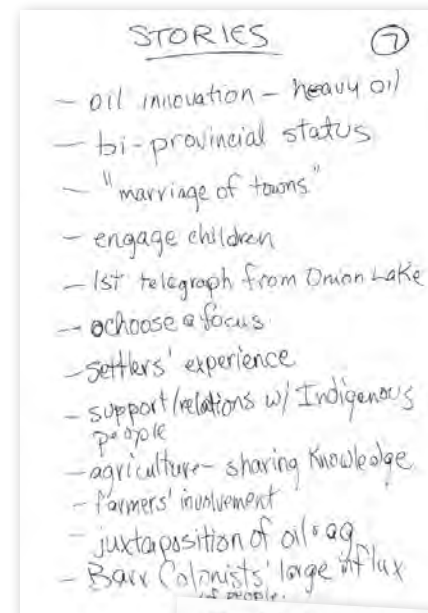 STORIES 7
- oil innovation - heavy oil
- bi-provincial status
- "marriage of towns"
- engage children
- 1st telegraph from Onion Lake
- choose a focus
- settlers' experience
- support/relations w/ Indigenous
people
- agriculture - sharing knowledge
- farmers' involvement
- juxtaposition of oil & ag
- Barr Colonists' large influx
of people.